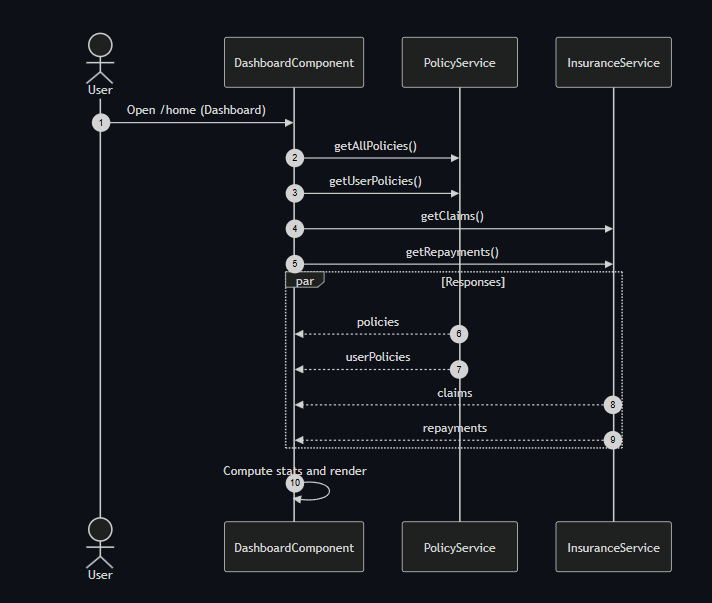 User
DashboardComponent
PolicyService
InsuranceService
1
Open /home (Dashboard)
2
getAllPolicies()
3
getUserPolicies()
4
getClaims()
5
getRepayments()
par
[Responses]
policies
6
userPolicies
7
claims
8
repayments
9
Compute stats and render
10
User
DashboardComponent
PolicyService
InsuranceService